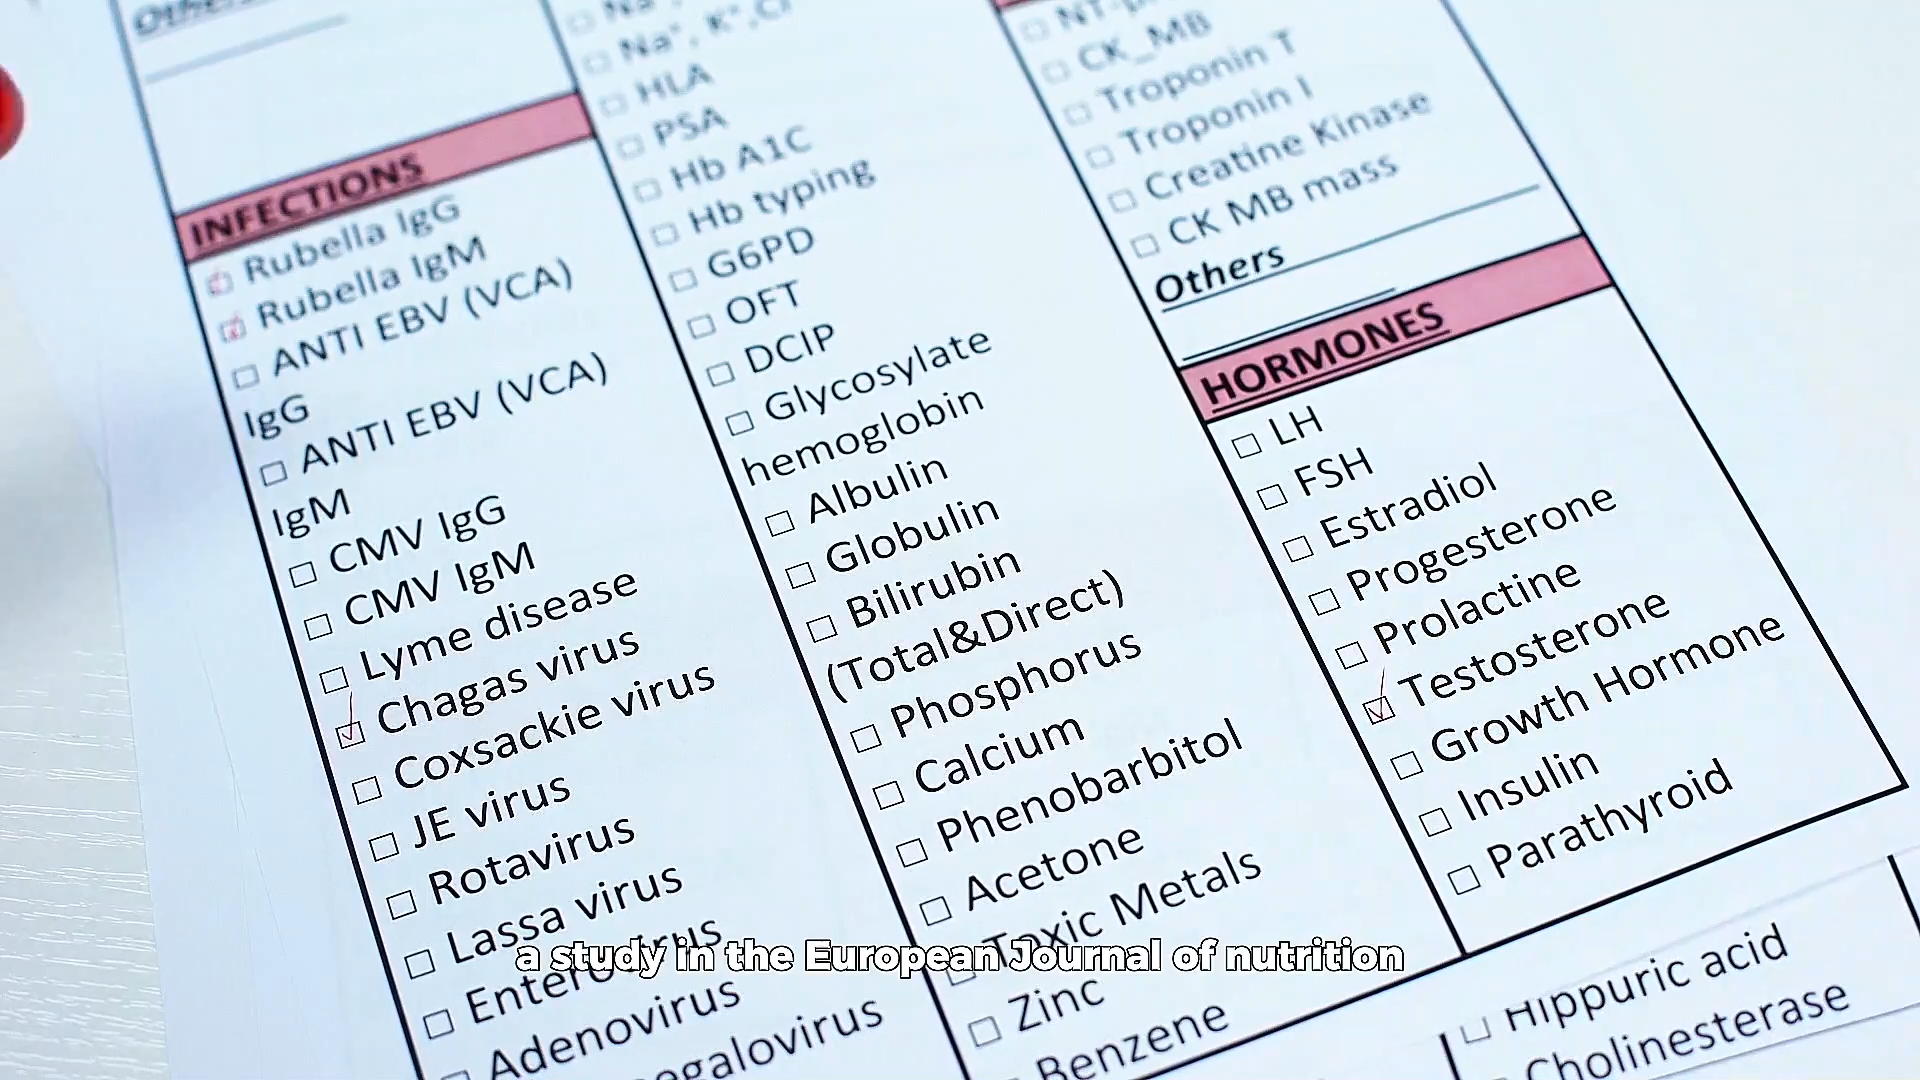 Others
INFECTIONS
Rubella IgG
Rubella IgM
ANTI EBV (VCA)
IgG
ANTI EBV (VCA)
IgM
CMV IgG
CMV IgM
Lyme disease
Chagas virus
Coxsackie virus
JE virus
Rotavirus
Lassa virus
Enterovirus
Adenovirus
egalovirus
Na⁺, K⁺,Cl⁻
HLA
PSA
Hb A1C
Hb typing
G6PD
OFT
DCIP
Glycosylate
hemoglobin
Albulin
Globulin
Bilirubin
(Total&Direct)
Phosphorus
Calcium
Phenobarbitol
Acetone
Toxic Metals
Zinc
Benzene
CK_MB
Troponin T
Troponin I
Creatine Kinase
CK MB mass
Others
HORMONES
LH
FSH
Estradiol
Progesterone
Prolactine
Testosterone
Growth Hormone
Insulin
Parathyroid
Hippuric acid
Cholinesterase
a study in the European Journal of nutrition